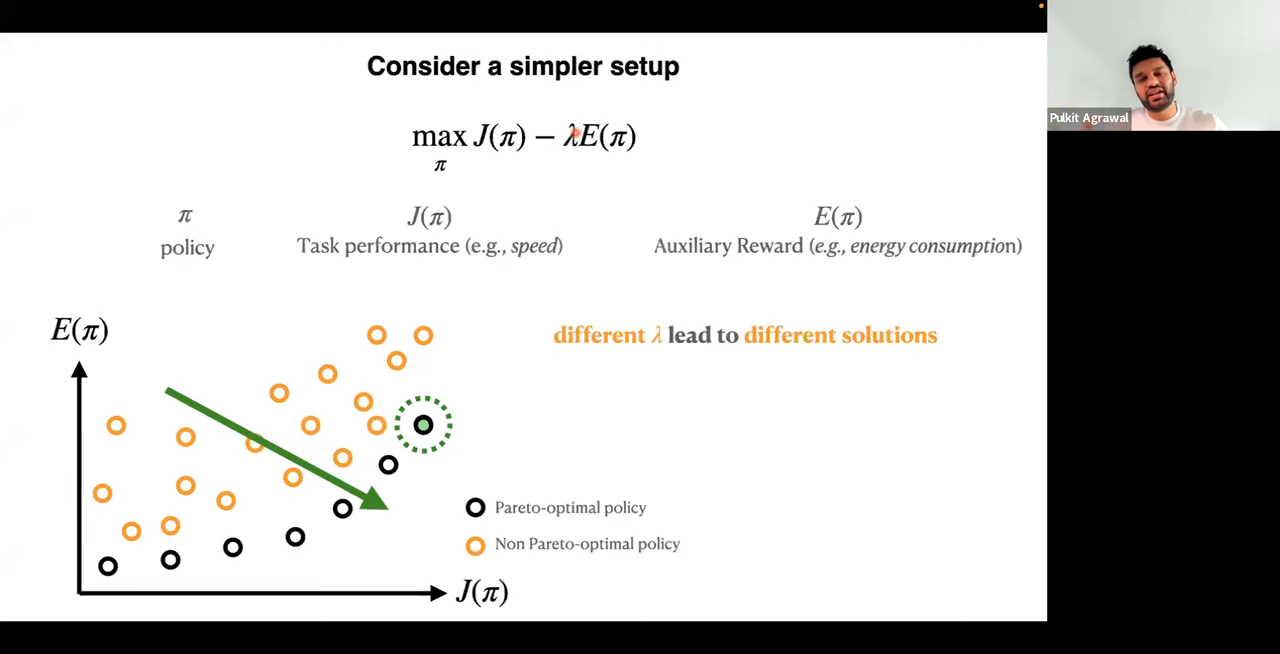 Consider a simpler setup
max J(π) − λE(π)
π
π
policy
J(π)
Task performance (e.g., speed)
E(π)
Auxiliary Reward (e.g., energy consumption)
E(π)
different λ lead to different solutions
Pareto-optimal policy
Non Pareto-optimal policy
J(π)
Pulkit Agrawal